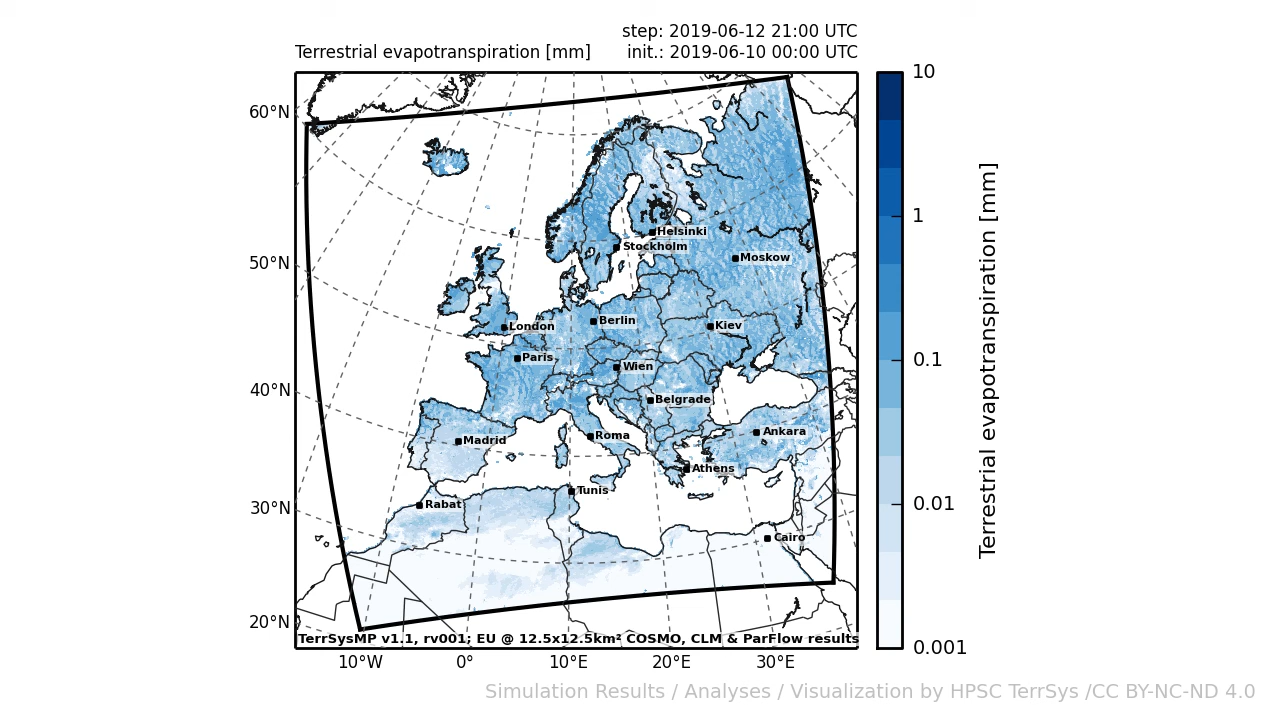 step: 2019-06-12 21:00 UTC
Terrestrial evapotranspiration [mm] init.: 2019-06-10 00:00 UTC
10
60°N
1
Helsinki
Stockholm
Moskow
50°N
London
Berlin
Kiev
Paris
Wien
0.1
40°N
Belgrade
Madrid
Roma
Ankara
Athens
Tunis
30°N
Rabat
0.01
Cairo
20°N
Terrestrial evapotranspiration [mm]
TerrSysMP v1.1, rv001; EU @ 12.5x12.5km² COSMO, CLM & ParFlow results
0.001
10°W 0° 10°E 20°E 30°E
Simulation Results / Analyses / Visualization by HPSC TerrSys /CC BY-NC-ND 4.0